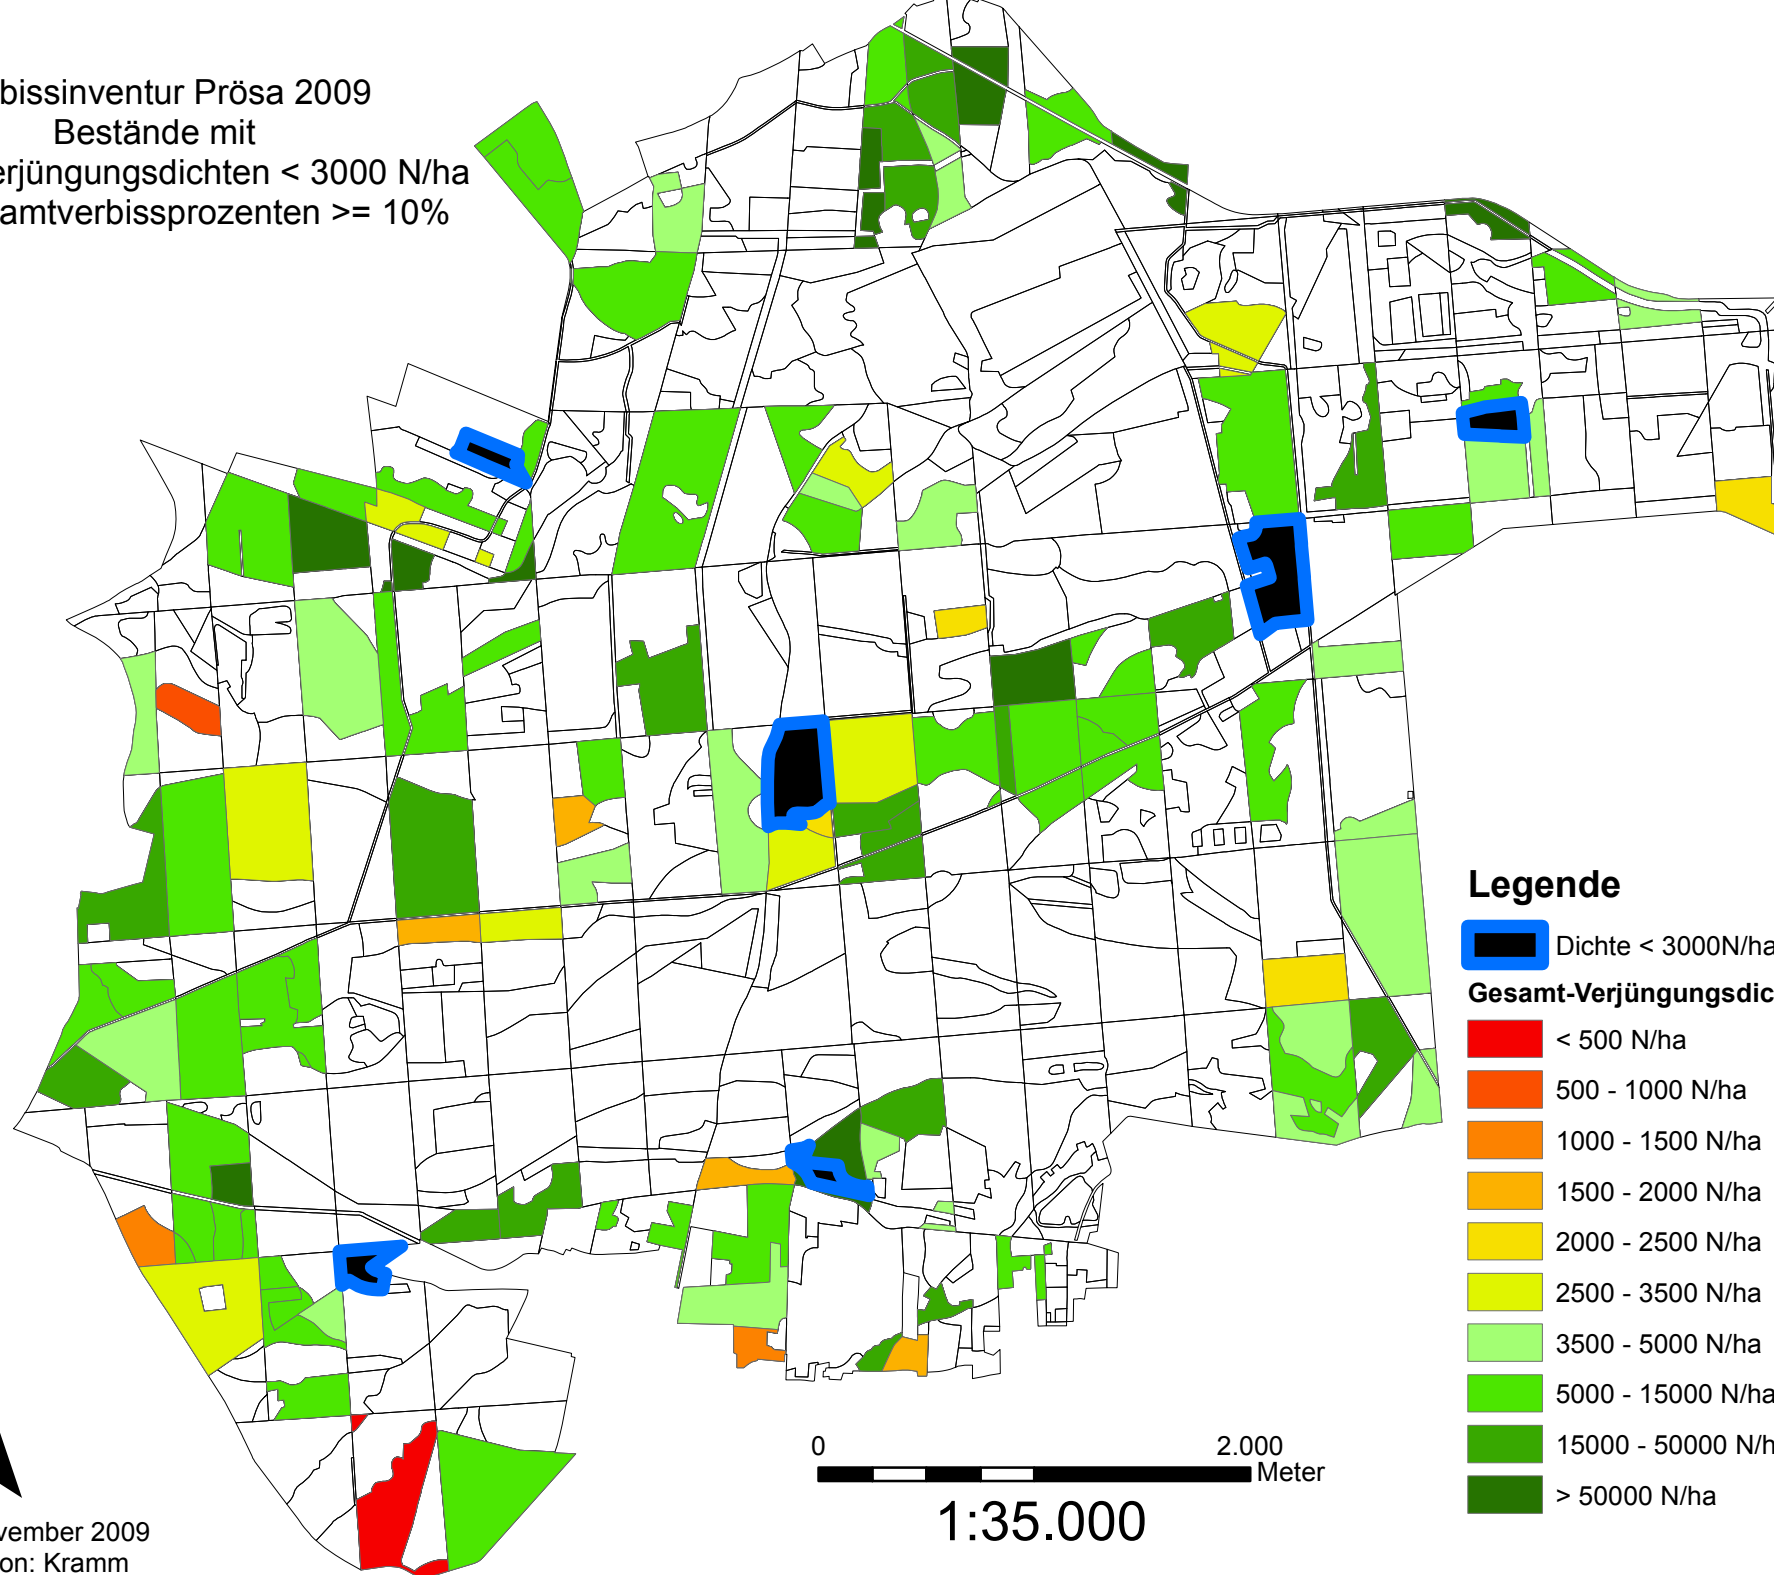 bissinventur Prösa 2009
Bestände mit
erjüngungsdichten < 3000 N/ha
amtverbissprozenten >= 10%
Legende
Dichte < 3000N/ha
Gesamt-Verjüngungsdic
< 500 N/ha
500 - 1000 N/ha
1000 - 1500 N/ha
1500 - 2000 N/ha
2000 - 2500 N/ha
2500 - 3500 N/ha
3500 - 5000 N/ha
5000 - 15000 N/ha
15000 - 50000 N/h
> 50000 N/ha
0 2.000
Meter
1:35.000
vember 2009
on: Kramm